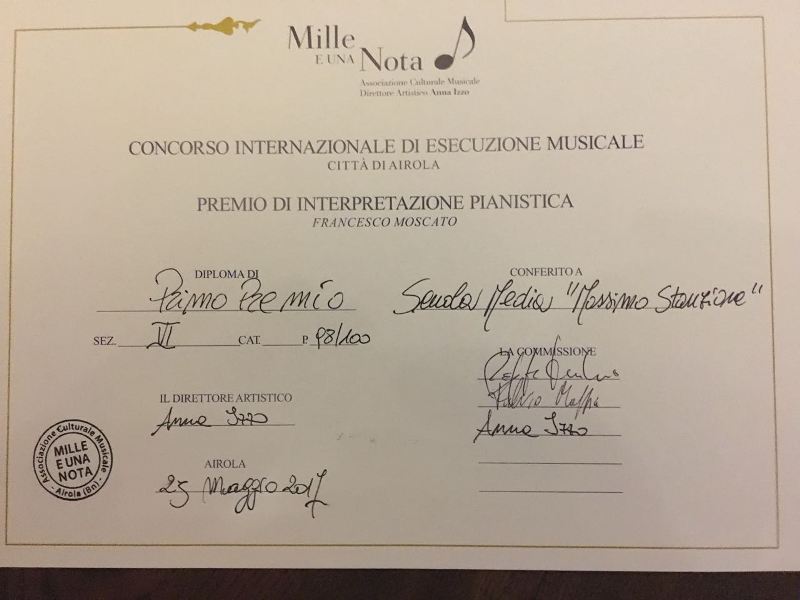 Mille
E UNA Nota
Associazione Culturale Musicale
Direttore Artistico Anna Izzo
CONCORSO INTERNAZIONALE DI ESECUZIONE MUSICALE
CITTÀ DI AIROLA
PREMIO DI INTERPRETAZIONE PIANISTICA
FRANCESCO MOSCATO
DIPLOMA DI
Primo Premio
CONFERITO A
Scuola Media "Massimo Stanzione"
SEZ. VI CAT. P. 98/100
LA COMMISSIONE
IL DIRETTORE ARTISTICO
Anna Izzo
Anna Izzo
AIROLA
25 Maggio 2017
Associazione Culturale Musicale
MILLE
E UNA
NOTA
Airola (Bn)